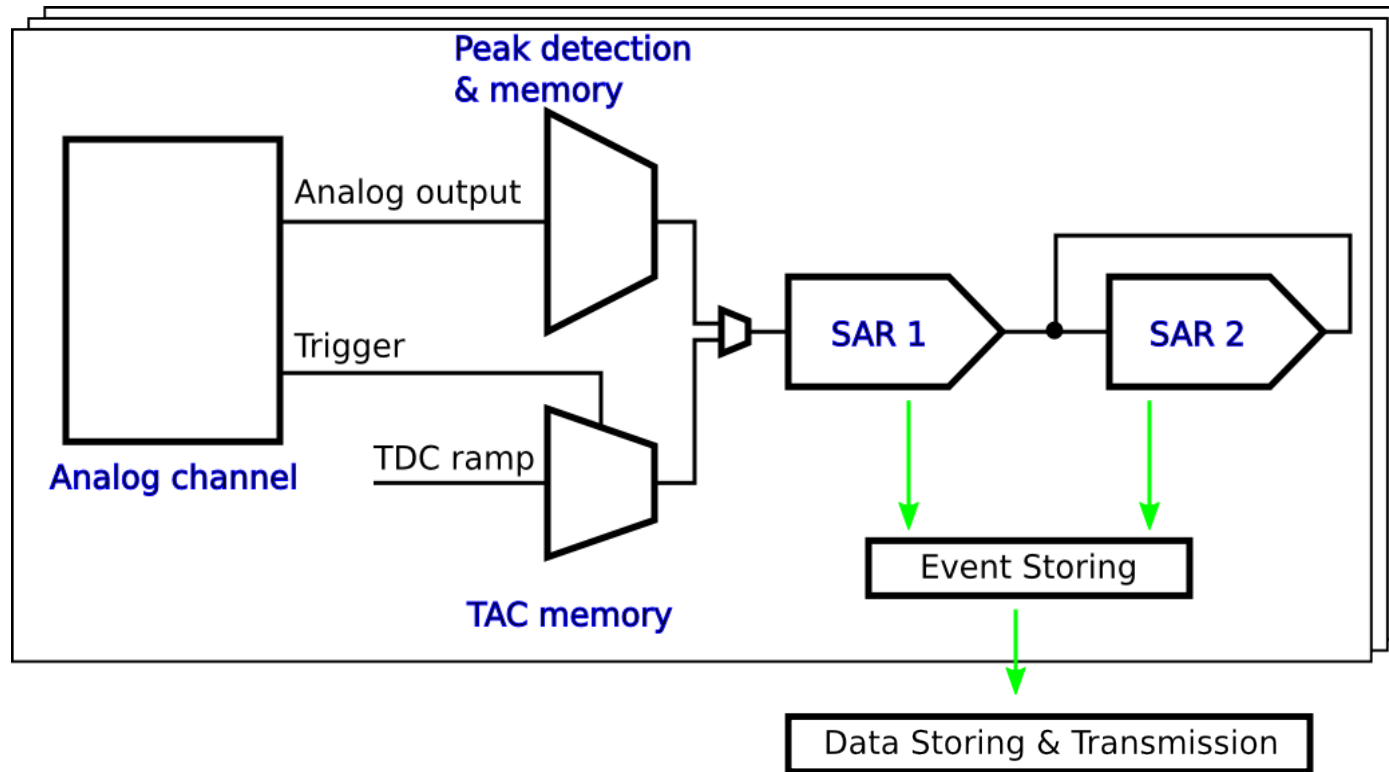 Peak detection
& memory
Analog output
Trigger
TDC ramp
Analog channel
TAC memory
SAR 1
SAR 2
Event Storing
Data Storing & Transmission